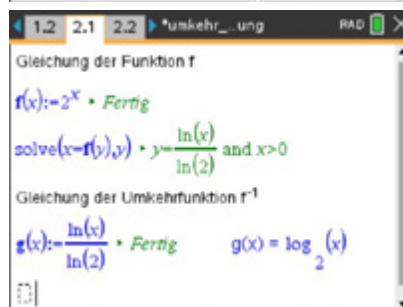 1.2 2.1 2.2 *umkehr_...ung RAD
Gleichung der Funktion f
f(x):=2^x ▸ Fertig
solve(x=f(y),y) ▸ y=ln(x)/ln(2) and x>0
Gleichung der Umkehrfunktion f⁻¹
g(x):=ln(x)/ln(2) ▸ Fertig g(x) = log₂(x)